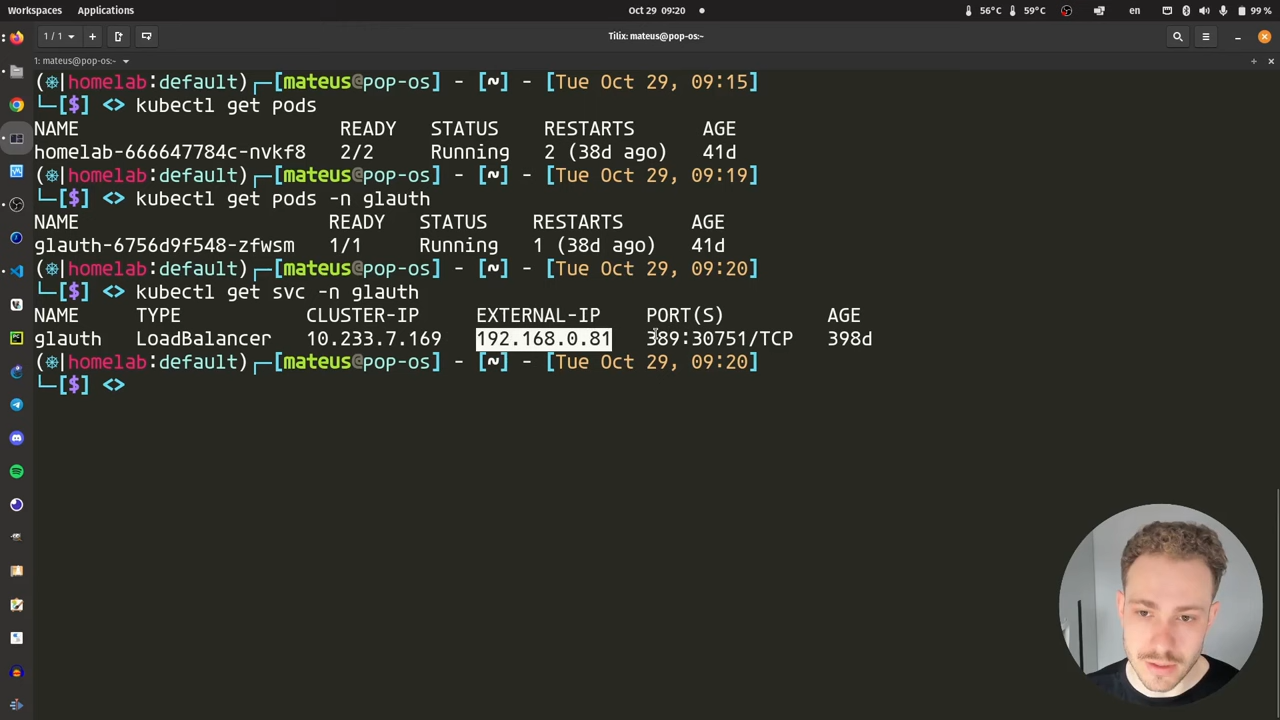 Workspaces Applications Oct 29 09:20 56°C 59°C en 99 %
1 / 1 Tilix: mateus@pop-os:~
1: mateus@pop-os:~
(⎈|homelab:default)┌─[mateus@pop-os] - [~] - [Tue Oct 29, 09:15]
└─[$] <> kubectl get pods
NAME READY STATUS RESTARTS AGE
homelab-666647784c-nvkf8 2/2 Running 2 (38d ago) 41d
(⎈|homelab:default)┌─[mateus@pop-os] - [~] - [Tue Oct 29, 09:19]
└─[$] <> kubectl get pods -n glauth
NAME READY STATUS RESTARTS AGE
glauth-6756d9f548-zfwsm 1/1 Running 1 (38d ago) 41d
(⎈|homelab:default)┌─[mateus@pop-os] - [~] - [Tue Oct 29, 09:20]
└─[$] <> kubectl get svc -n glauth
NAME TYPE CLUSTER-IP EXTERNAL-IP PORT(S) AGE
glauth LoadBalancer 10.233.7.169 192.168.0.81 389:30751/TCP 398d
(⎈|homelab:default)┌─[mateus@pop-os] - [~] - [Tue Oct 29, 09:20]
└─[$] <>